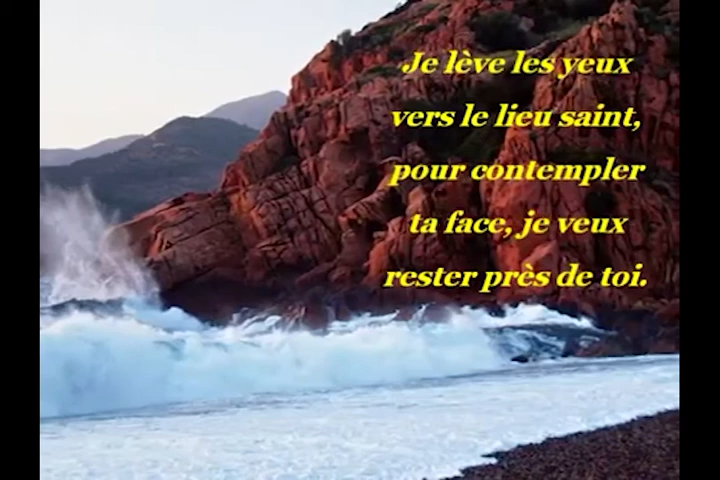 Je lève les yeux
vers le lieu saint,
pour contempler
ta face, je veux
rester près de toi.